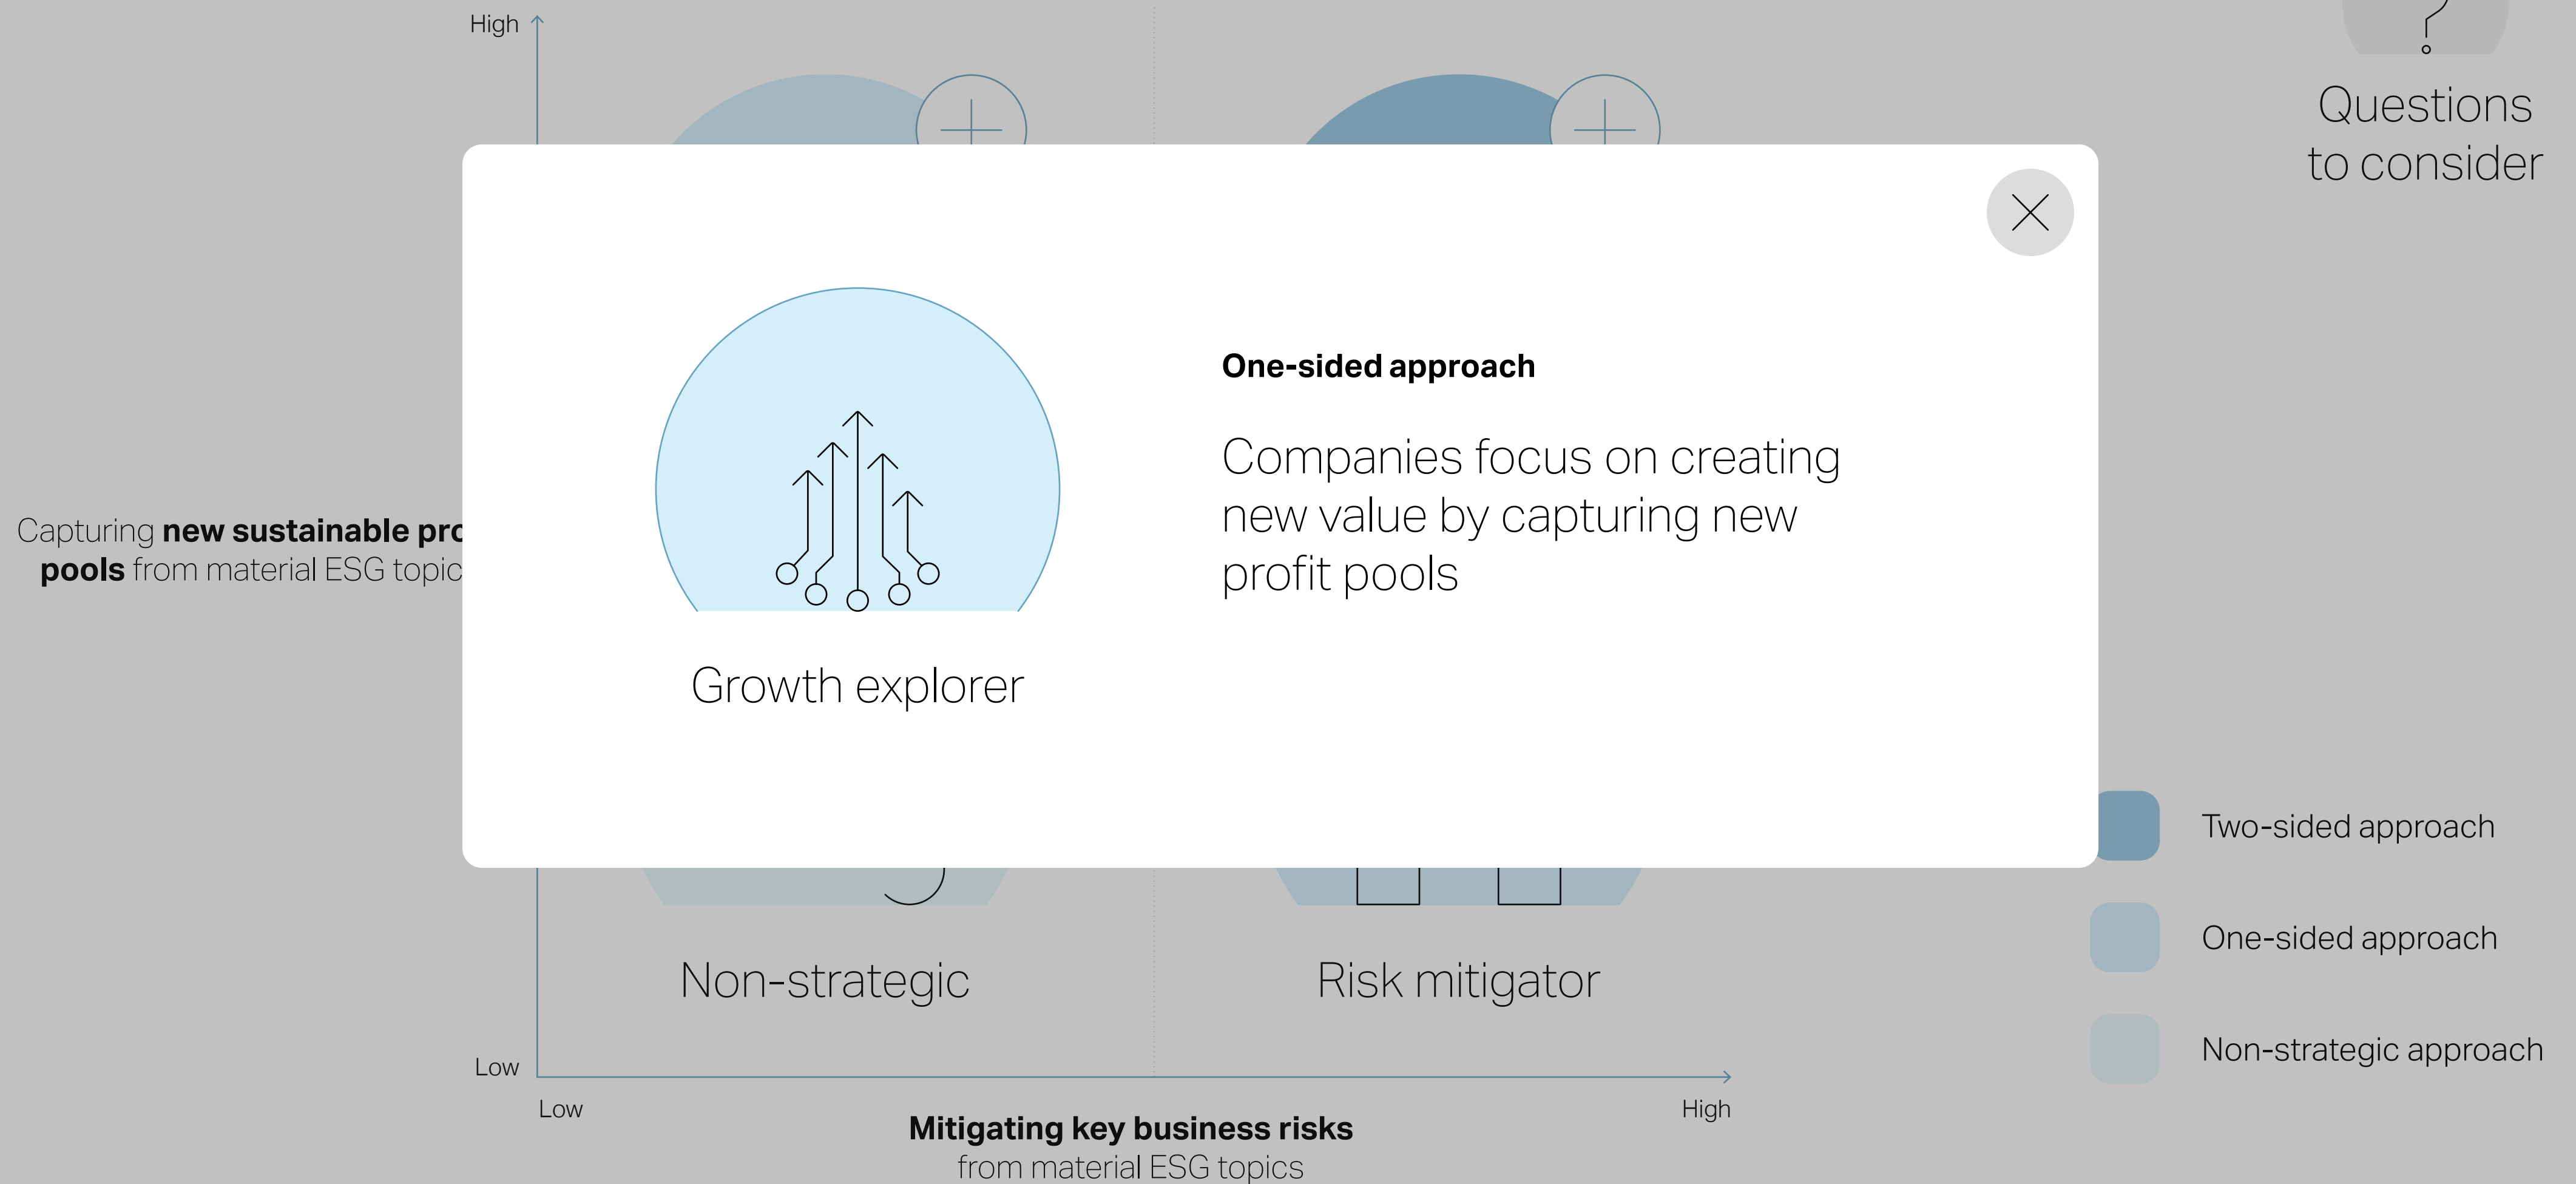 High
Questions
to consider
One-sided approach
Companies focus on creating
new value by capturing new
profit pools
Growth explorer
Capturing new sustainable
pools from material ESG
Two-sided approach
One-sided approach
Non-strategic approach
Non-strategic
Risk mitigator
Low
Low
High
Mitigating key business risks
from material ESG topics